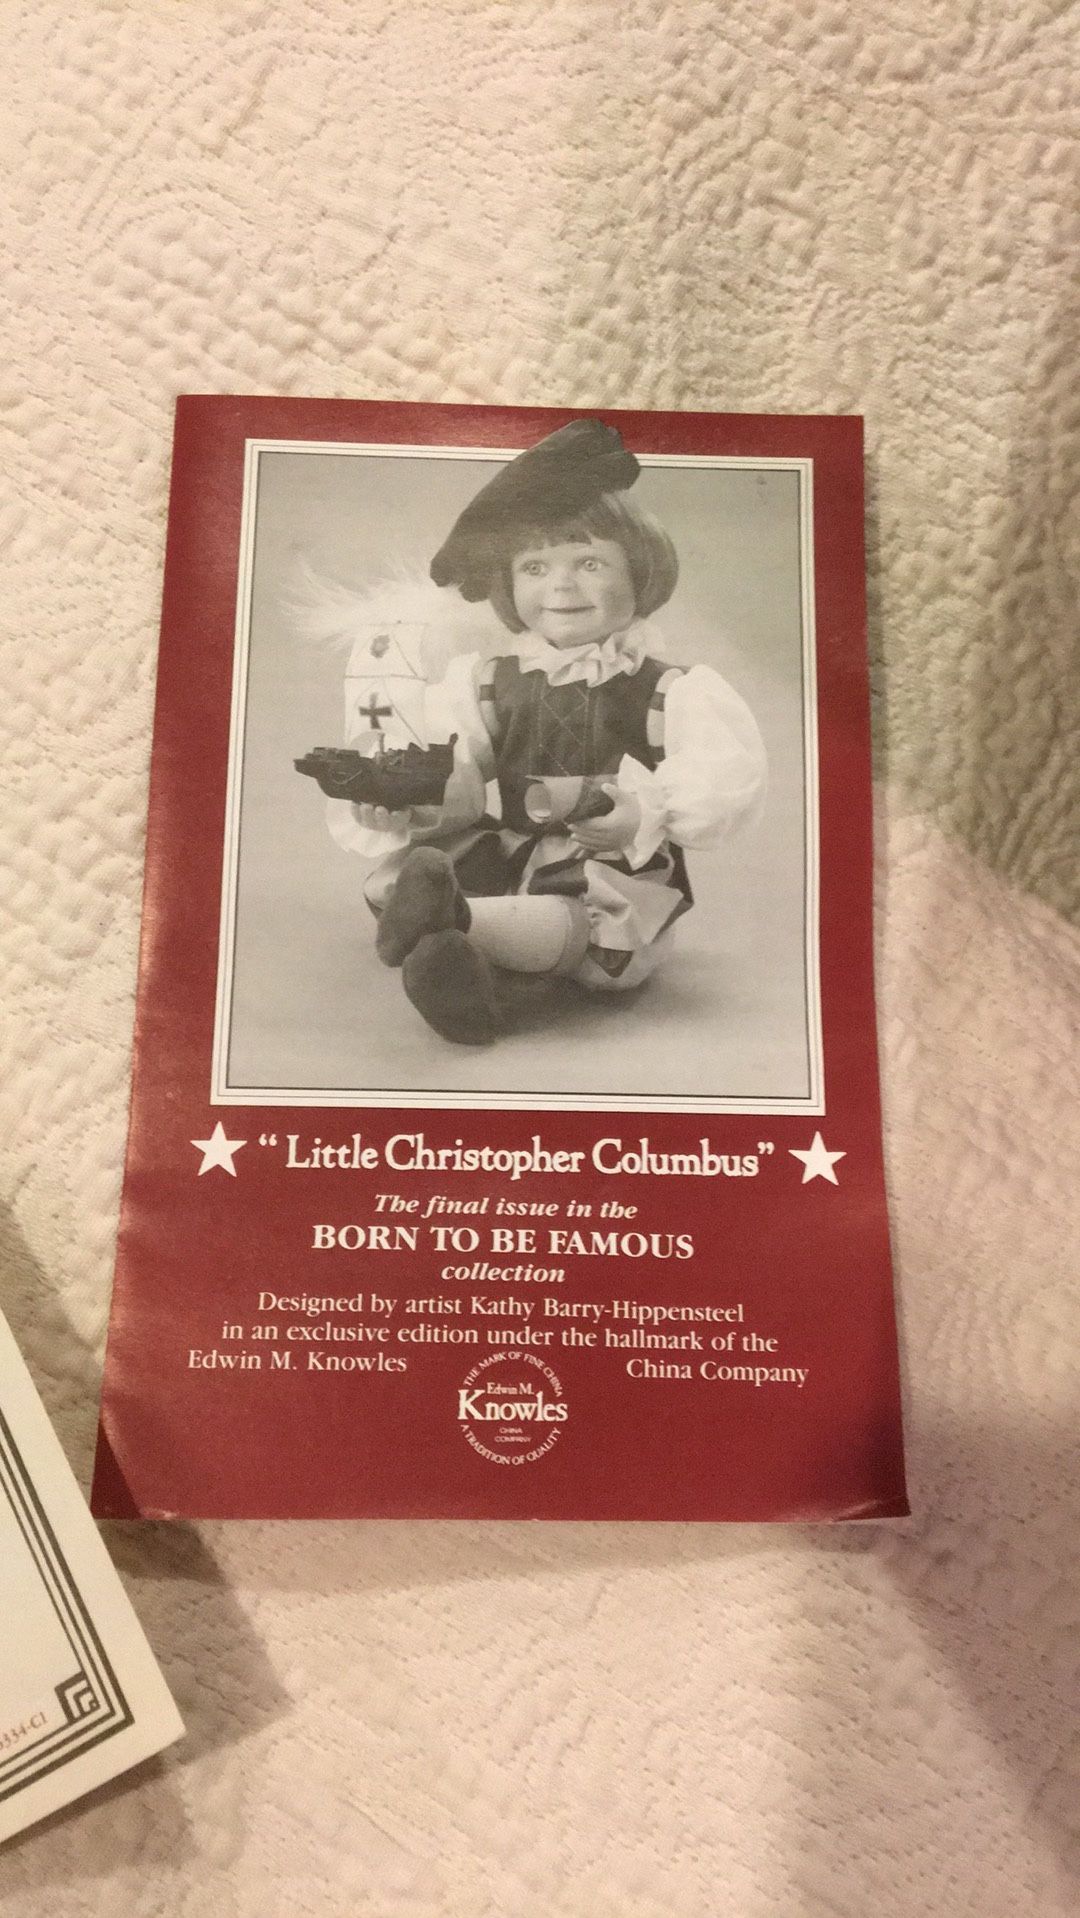 "Little Christopher Columbus"
The final issue in the
BORN TO BE FAMOUS
collection
Designed by artist Kathy Barry-Hippensteel
in an exclusive edition under the hallmark of the
Edwin M. Knowles China Company
THE MARK OF FINE CHINA
Edwin M.
Knowles
CHINA
COMPANY
A TRADITION OF QUALITY
334-C1